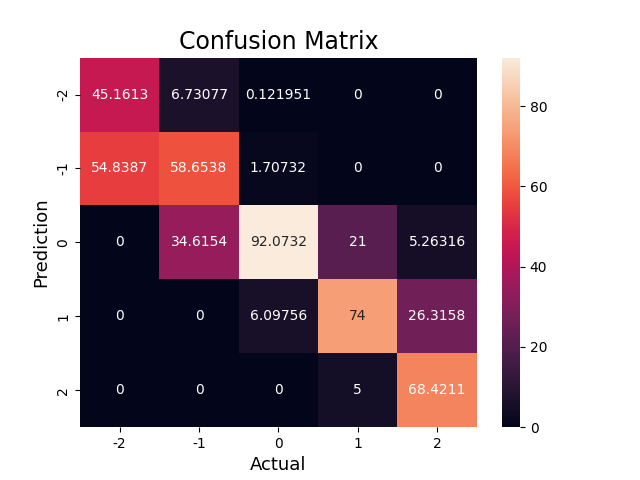 Confusion Matrix
Prediction
-2 45.1613 6.73077 0.121951 0 0
-1 54.8387 58.6538 1.70732 0 0
0 0 34.6154 92.0732 21 5.26316
1 0 0 6.09756 74 26.3158
2 0 0 0 5 68.4211
-2 -1 0 1 2
Actual
80
60
40
20
0